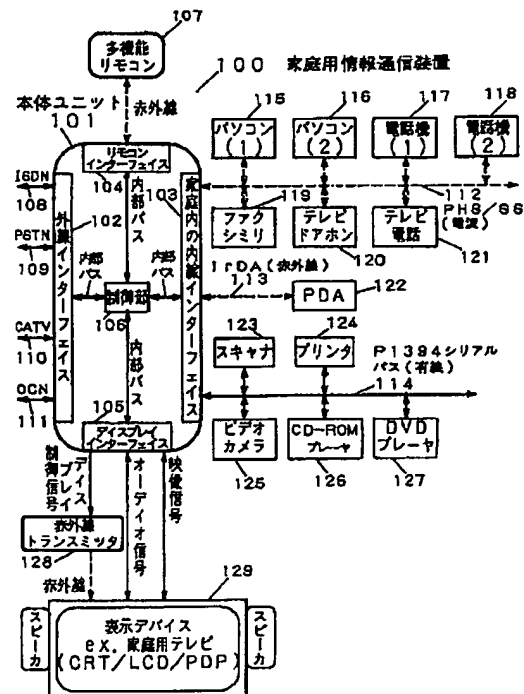 107
多機能
リモコン
100 家庭用情報通信装置
本体ユニット
101
赤外線
リモコン
インターフェイス
104
内部バス
103
家庭内の内線インターフェイス
102
外線インターフェイス
ISDN
108
PSTN
109
CATV
110
OCN
111
内部
バス
制御部
106
内部バス
内部バス
105
ディスプレイ
インターフェイス
115
パソコン
(1)
116
パソコン
(2)
117
電話機
(1)
118
電話機
(2)
112
119
ファク
シミリ
テレビ
ドアホン
120
テレビ
電話
121
(電波)
IrDA(赤外線)
113
PDA
122
123
スキャナ
124
プリンタ
P1394シリアル
バス(有線)
114
ビデオ
カメラ
125
CD-ROM
プレーヤ
126
DVD
プレーヤ
127
ディスプレイ
制御信号
オーディオ信号
映像信号
赤外線
トランスミッタ
128
赤外線
129
スピーカ
表示デバイス
ex. 家庭用テレビ
(CRT/LCD/PDP)
スピーカ